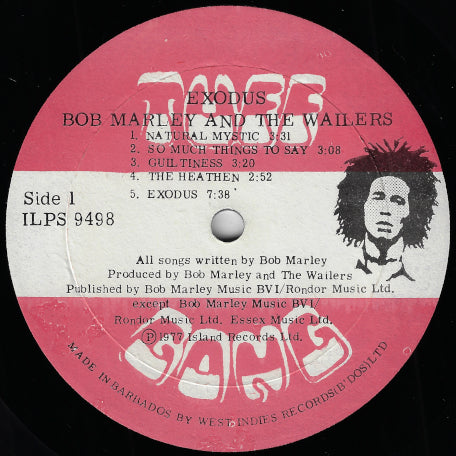 TUFF
EXODUS
BOB MARLEY AND THE WAILERS
1. NATURAL MYSTIC 3:31
2. SO MUCH THINGS TO SAY 3:08
3. GUILTINESS 3:20
4. THE HEATHEN 2:52
5. EXODUS 7:38
Side 1
ILPS 9498
All songs written by Bob Marley
Produced by Bob Marley and The Wailers
Published by Bob Marley Music BVI/Rondor Music Ltd.
except Bob Marley Music BVI/
Rondor Music Ltd. Essex Music Ltd.
℗ 1977 Island Records Ltd.
GANG
MADE IN BARBADOS BY WEST INDIES RECORDS (B'DOS) LTD